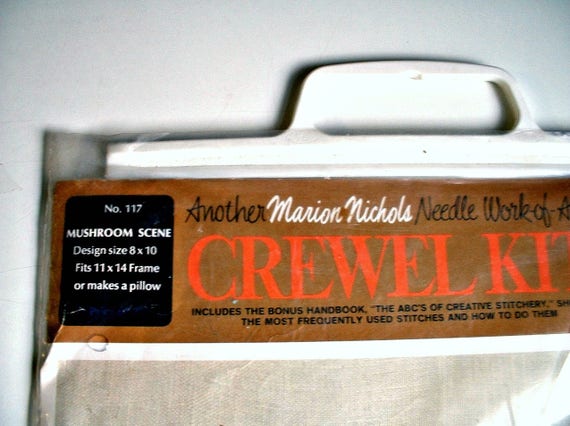 No. 117
MUSHROOM SCENE
Design size 8 x 10
Fits 11 x 14 Frame
or makes a pillow
Another Marion Nichols Needle Work-of-A
CREWEL KIT
INCLUDES THE BONUS HANDBOOK, "THE ABC'S OF CREATIVE STITCHERY," SH
THE MOST FREQUENTLY USED STITCHES AND HOW TO DO THEM